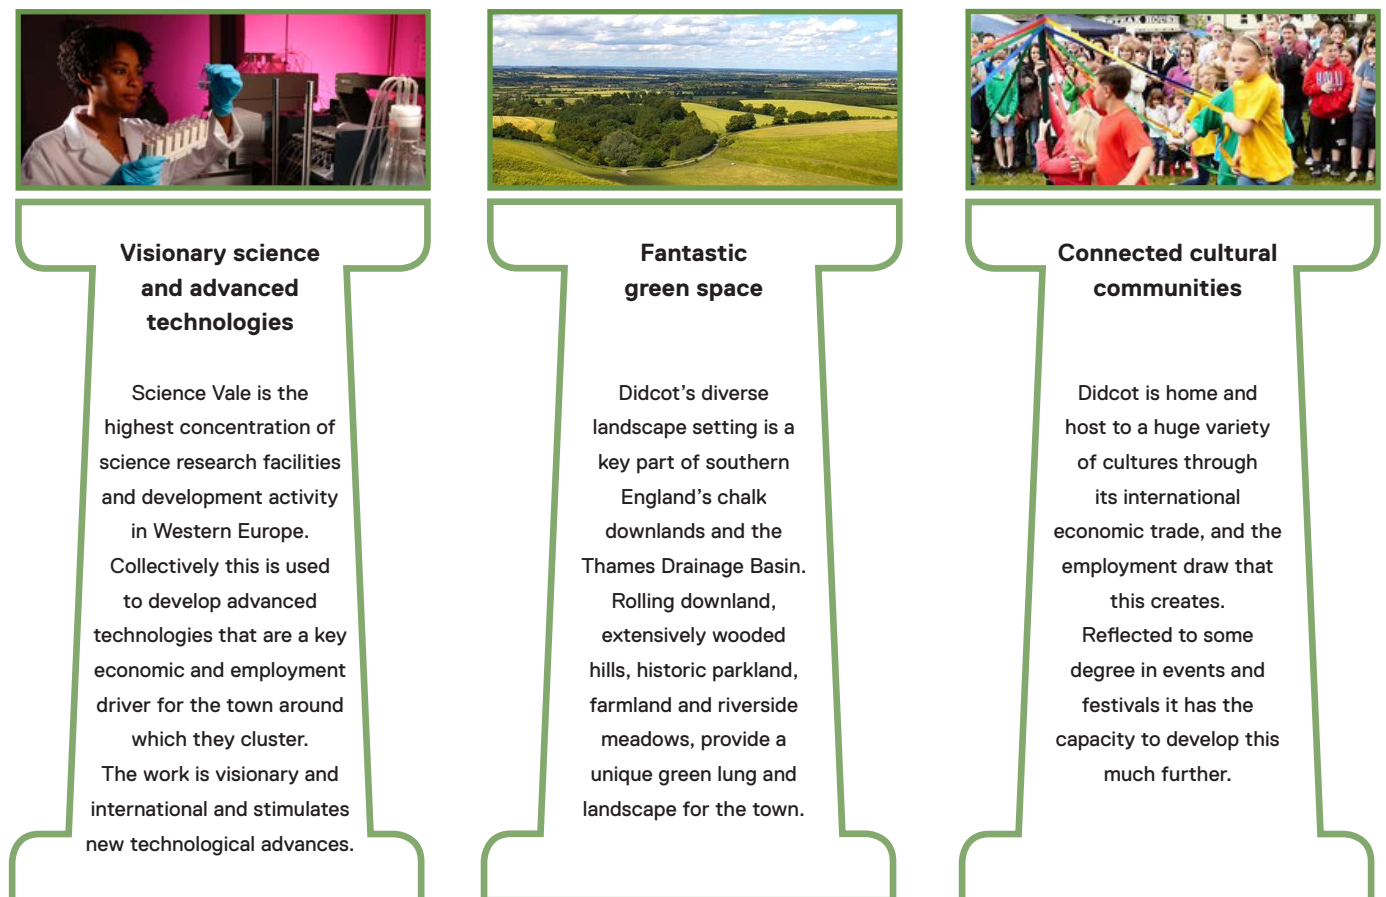 Visionary science
and advanced
technologies
Science Vale is the
highest concentration of
science research facilities
and development activity
in Western Europe.
Collectively this is used
to develop advanced
technologies that are a key
economic and employment
driver for the town around
which they cluster.
The work is visionary and
international and stimulates
new technological advances.
Fantastic
green space
Didcot's diverse
landscape setting is a
key part of southern
England's chalk
downlands and the
Thames Drainage Basin.
Rolling downland,
extensively wooded
hills, historic parkland,
farmland and riverside
meadows, provide a
unique green lung and
landscape for the town.
Connected cultural
communities
Didcot is home and
host to a huge variety
of cultures through
its international
economic trade, and the
employment draw that
this creates.
Reflected to some
degree in events and
festivals it has the
capacity to develop this
much further.